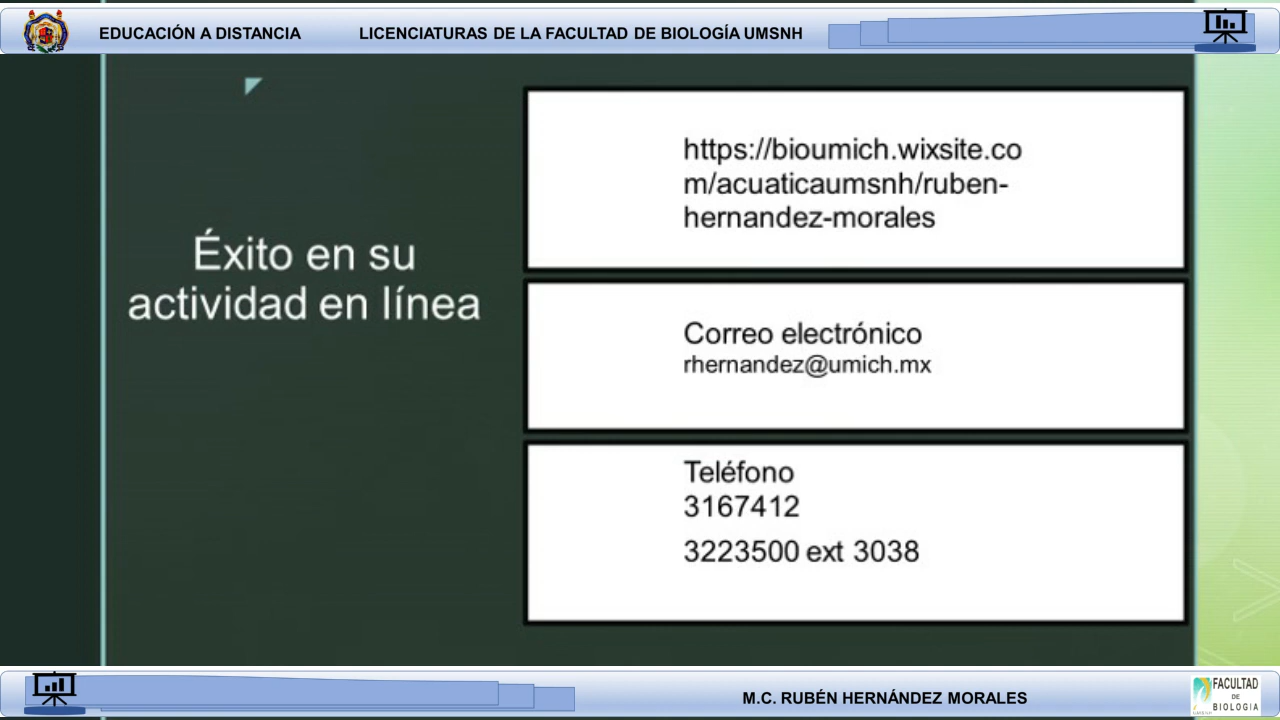 EDUCACIÓN A DISTANCIA LICENCIATURAS DE LA FACULTAD DE BIOLOGÍA UMSNH
Éxito en su
actividad en línea
https://bioumich.wixsite.co
m/acuaticaumsnh/ruben-
hernandez-morales
Correo electrónico
rhernandez@umich.mx
Teléfono
3167412
3223500 ext 3038
M.C. RUBÉN HERNÁNDEZ MORALES
FACULTAD
DE
BIOLOGIA